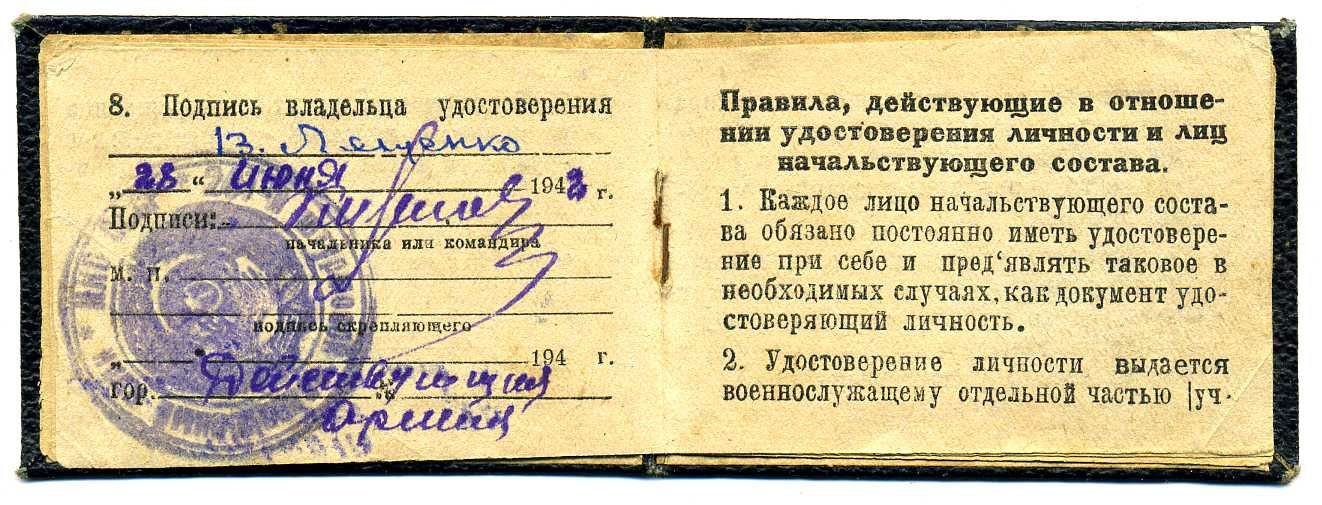 8. Подпись владельца удостоверения
„28“ июня 1943 г.
Подписи:
начальника или командира
М. П.
подпись скрепляющего
„ “ 194 г.
гор. Действующая
армия
Правила, действующие в отноше-
нии удостоверения личности и лиц
начальствующего состава.
1. Каждое лицо начальствующего соста-
ва обязано постоянно иметь удостовере-
ние при себе и пред‘являть таковое в
необходимых случаях, как документ удо-
стоверяющий личность.
2. Удостоверение личности выдается
военнослужащему отдельной частью |уч-